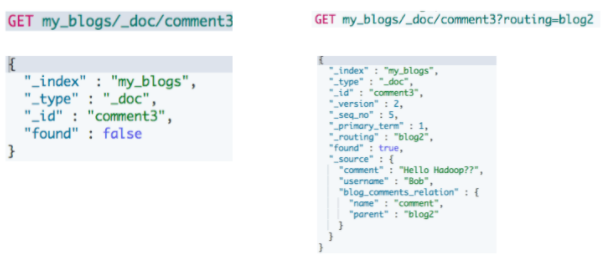 GET my_blogs/_doc/comment3
{
  "_index" : "my_blogs",
  "_type" : "_doc",
  "_id" : "comment3",
  "found" : false
}
GET my_blogs/_doc/comment3?routing=blog2
{
  "_index" : "my_blogs",
  "_type" : "_doc",
  "_id" : "comment3",
  "_version" : 2,
  "_seq_no" : 5,
  "_primary_term" : 1,
  "_routing" : "blog2",
  "found" : true,
  "_source" : {
    "comment" : "Hello Hadoop??",
    "username" : "Bob",
    "blog_comments_relation" : {
      "name" : "comment",
      "parent" : "blog2"
    }
  }
}